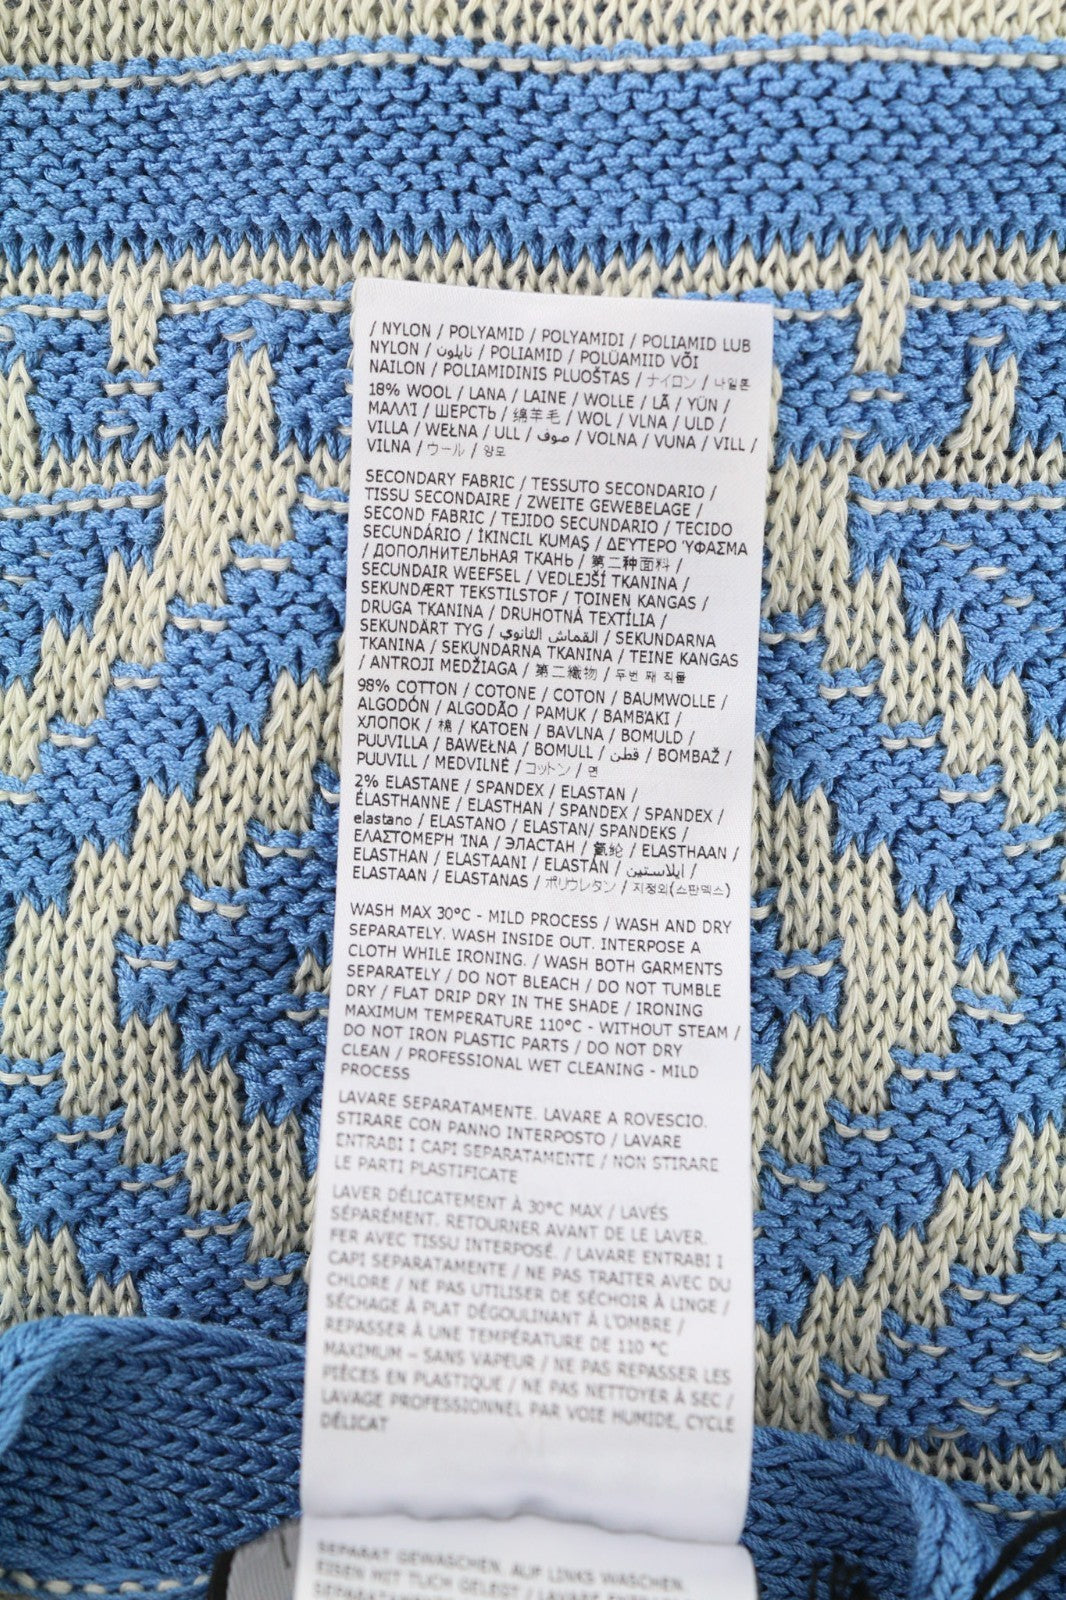 / NYLON / POLYAMID / POLYAMIDI / POLIAMID LUB
NYLON / نايلون / POLIAMID / POLÜAMIID VÕI
NAILON / POLIAMIDINIS PLUOŠTAS / ナイロン / 나일론
18% WOOL / LANA / LAINE / WOLLE / LÃ / YÜN /
ΜΑΛΛΊ / ШЕРСТЬ / 绵羊毛 / WOL / VLNA / ULD /
VILLA / WEŁNA / ULL / صوف / VOLNA / VUNA / VILL /
VILNA / ウール / 양모
SECONDARY FABRIC / TESSUTO SECONDARIO /
TISSU SECONDAIRE / ZWEITE GEWEBELAGE /
SECOND FABRIC / TEJIDO SECUNDARIO / TECIDO
SECUNDÁRIO / İKINCIL KUMAŞ / ΔΕΥΤΕΡΟ ΎΦΑΣΜΑ
/ ДОПОЛНИТЕЛЬНАЯ ТКАНЬ / 第二种面料 /
SECUNDAIR WEEFSEL / VEDLEJŠÍ TKANINA /
SEKUNDÆRT TEKSTILSTOF / TOINEN KANGAS /
DRUGA TKANINA / DRUHOTNÁ TEXTÍLIA /
SEKUNDÄRT TYG / القماش الثانوي / SEKUNDARNA
TKANINA / SEKUNDARNA TKANINA / TEINE KANGAS
/ ANTROJI MEDŽIAGA / 第二織物 / 두번 째 직물
98% COTTON / COTONE / COTON / BAUMWOLLE /
ALGODÓN / ALGODÃO / PAMUK / ΒΑΜΒΆΚΙ /
ХЛОПОК / 棉 / KATOEN / BAVLNA / BOMULD /
PUUVILLA / BAWEŁNA / BOMULL / قطن / BOMBAŽ /
PUUVILL / MEDVILNĖ / コットン / 면
2% ELASTANE / SPANDEX / ELASTAN /
ÉLASTHANNE / ELASTHAN / SPANDEX / SPANDEX /
elastano / ELASTANO / ELASTAN/ SPANDEKS /
ΕΛΑΣΤΟΜΕΡΉ ΊΝΑ / ЭЛАСТАН / 氨纶 / ELASTHAAN /
ELASTHAN / ELASTAANI / ELASTÁN / ايلاستين /
ELASTAAN / ELASTANAS / ポリウレタン / 지정외(스판덱스)
WASH MAX 30°C - MILD PROCESS / WASH AND DRY
SEPARATELY. WASH INSIDE OUT. INTERPOSE A
CLOTH WHILE IRONING. / WASH BOTH GARMENTS
SEPARATELY / DO NOT BLEACH / DO NOT TUMBLE
DRY / FLAT DRIP DRY IN THE SHADE / IRONING
MAXIMUM TEMPERATURE 110°C - WITHOUT STEAM /
DO NOT IRON PLASTIC PARTS / DO NOT DRY
CLEAN / PROFESSIONAL WET CLEANING - MILD
PROCESS
LAVARE SEPARATAMENTE. LAVARE A ROVESCIO.
STIRARE CON PANNO INTERPOSTO / LAVARE
ENTRABI I CAPI SEPARATAMENTE / NON STIRARE
LE PARTI PLASTIFICATE
LAVER DÉLICATEMENT À 30°C MAX / LAVÉS
SÉPARÉMENT. RETOURNER AVANT DE LE LAVER.
FER AVEC TISSU INTERPOSÉ. / LAVARE ENTRABI I
CAPI SEPARATAMENTE / NE PAS TRAITER AVEC DU
CHLORE / NE PAS UTILISER DE SÉCHOIR À LINGE /
SÉCHAGE À PLAT DÉGOULINANT À L'OMBRE /
REPASSER À UNE TEMPÉRATURE DE 110 °C
MAXIMUM – SANS VAPEUR / NE PAS REPASSER LES
PIÈCES EN PLASTIQUE / NE PAS NETTOYER À SEC /
LAVAGE PROFESSIONNEL PAR VOIE HUMIDE, CYCLE
DÉLICAT
SEPARAT GEWASCHEN. AUF LINKS WASCHEN.
EISEN MIT TUCH GELEGT / LAVARE ENTRABI
SEPARATAMENTE